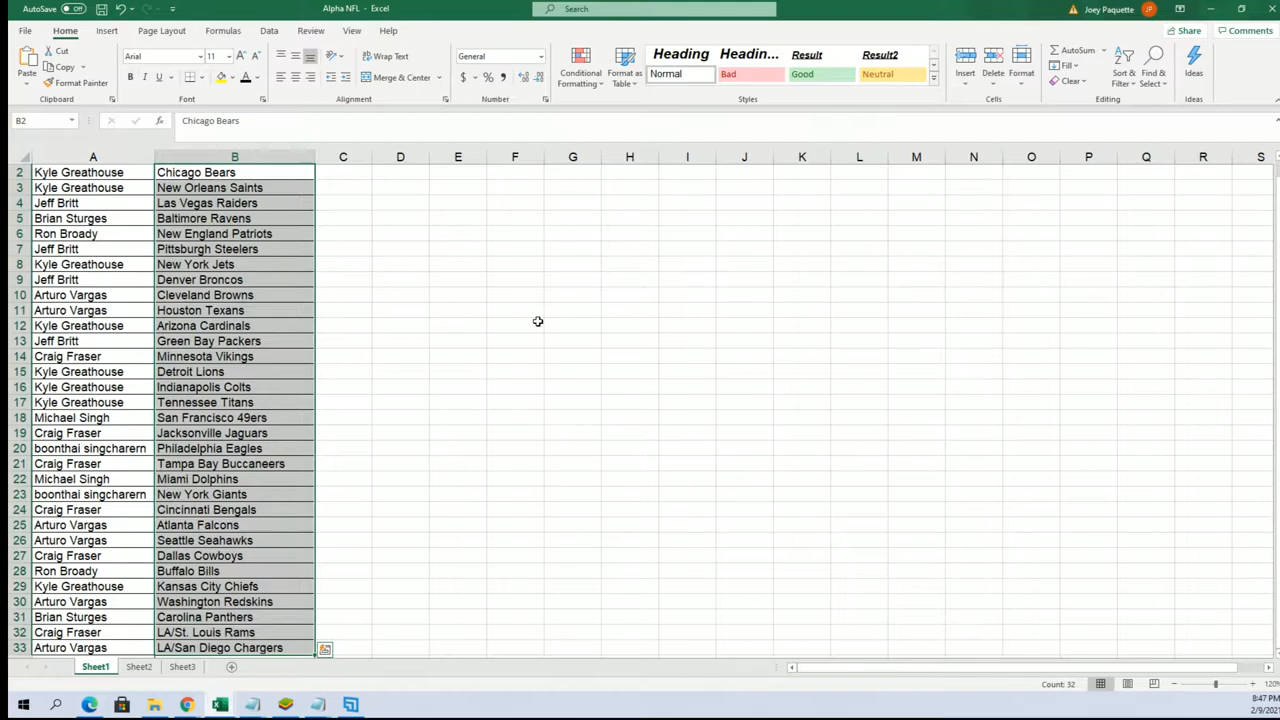 AutoSave Off Alpha NFL - Excel Search Joey Paquette JP
File Home Insert Page Layout Formulas Data Review View Help Share Comments
Paste Cut Copy Format Painter Clipboard
Arial 11 B I U A Font
Wrap Text Merge & Center Alignment
General $ % Number
Conditional Formatting Format as Table Heading Headin... Result Result2
Normal Bad Good Neutral Styles
Insert Delete Format Cells
AutoSum Fill Clear Sort & Filter Find & Select Editing
Ideas Ideas
B2 fx Chicago Bears
A B C D E F G H I J K L M N O P Q R S
2 Kyle Greathouse Chicago Bears
3 Kyle Greathouse New Orleans Saints
4 Jeff Britt Las Vegas Raiders
5 Brian Sturges Baltimore Ravens
6 Ron Broady New England Patriots
7 Jeff Britt Pittsburgh Steelers
8 Kyle Greathouse New York Jets
9 Jeff Britt Denver Broncos
10 Arturo Vargas Cleveland Browns
11 Arturo Vargas Houston Texans
12 Kyle Greathouse Arizona Cardinals
13 Jeff Britt Green Bay Packers
14 Craig Fraser Minnesota Vikings
15 Kyle Greathouse Detroit Lions
16 Kyle Greathouse Indianapolis Colts
17 Kyle Greathouse Tennessee Titans
18 Michael Singh San Francisco 49ers
19 Craig Fraser Jacksonville Jaguars
20 boonthai singcharern Philadelphia Eagles
21 Craig Fraser Tampa Bay Buccaneers
22 Michael Singh Miami Dolphins
23 boonthai singcharern New York Giants
24 Craig Fraser Cincinnati Bengals
25 Arturo Vargas Atlanta Falcons
26 Arturo Vargas Seattle Seahawks
27 Craig Fraser Dallas Cowboys
28 Ron Broady Buffalo Bills
29 Kyle Greathouse Kansas City Chiefs
30 Arturo Vargas Washington Redskins
31 Brian Sturges Carolina Panthers
32 Craig Fraser LA/St. Louis Rams
33 Arturo Vargas LA/San Diego Chargers
Sheet1 Sheet2 Sheet3
Count: 32 120%
8:47 PM
2/9/202